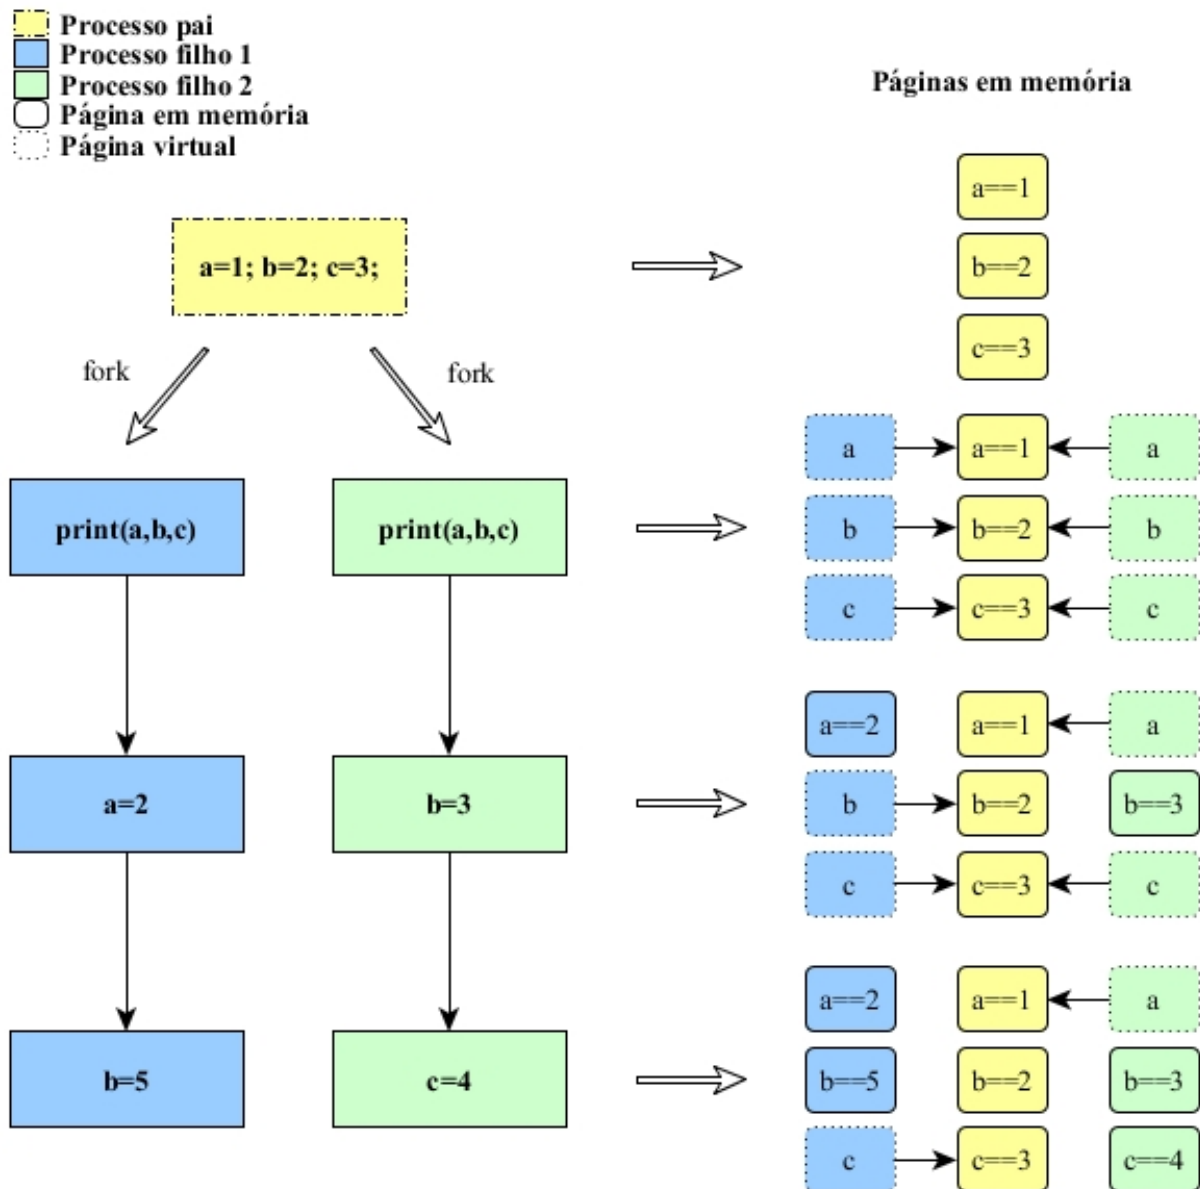 Processo pai
Processo filho 1
Processo filho 2
Página em memória
Página virtual
Páginas em memória
a=1; b=2; c=3;
a==1
b==2
c==3
fork
fork
print(a,b,c)
print(a,b,c)
a
a==1
a
b
b==2
b
c
c==3
c
a=2
b=3
a==2
a==1
a
b
b==2
b==3
c
c==3
c
b=5
c=4
a==2
a==1
a
b==5
b==2
b==3
c
c==3
c==4